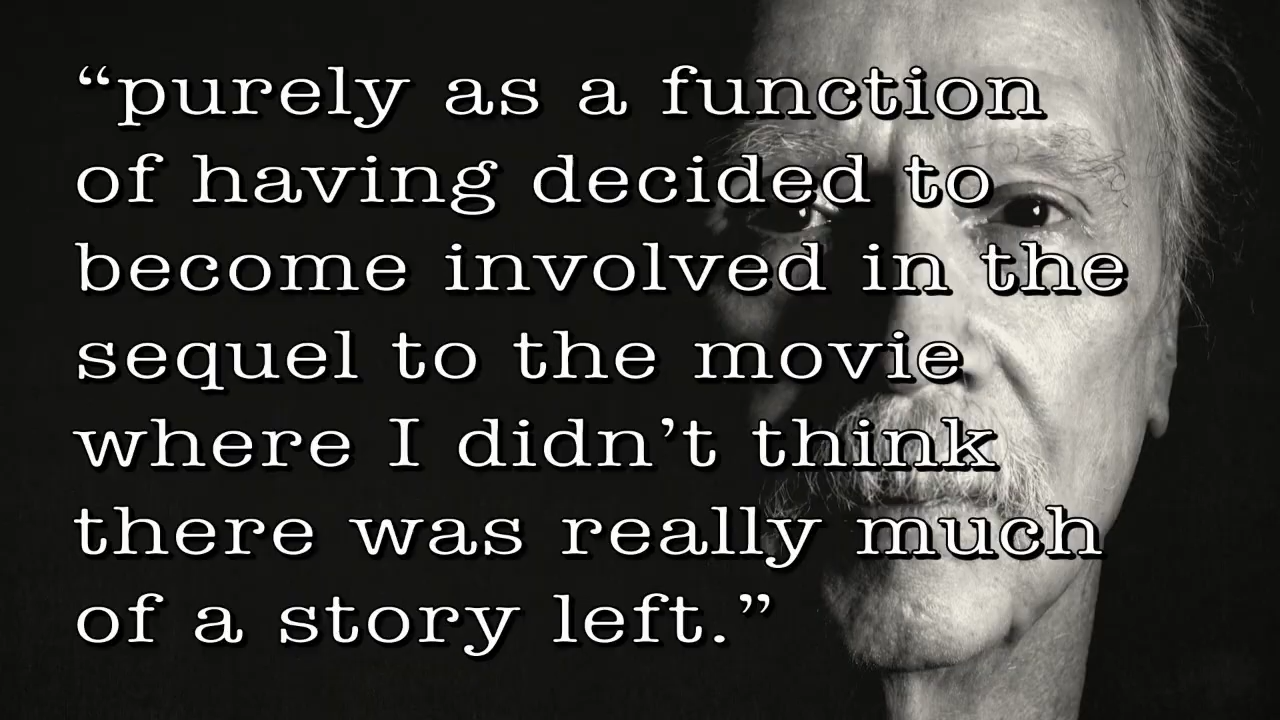 “purely as a function
of having decided to
become involved in the
sequel to the movie
where I didn’t think
there was really much
of a story left.”